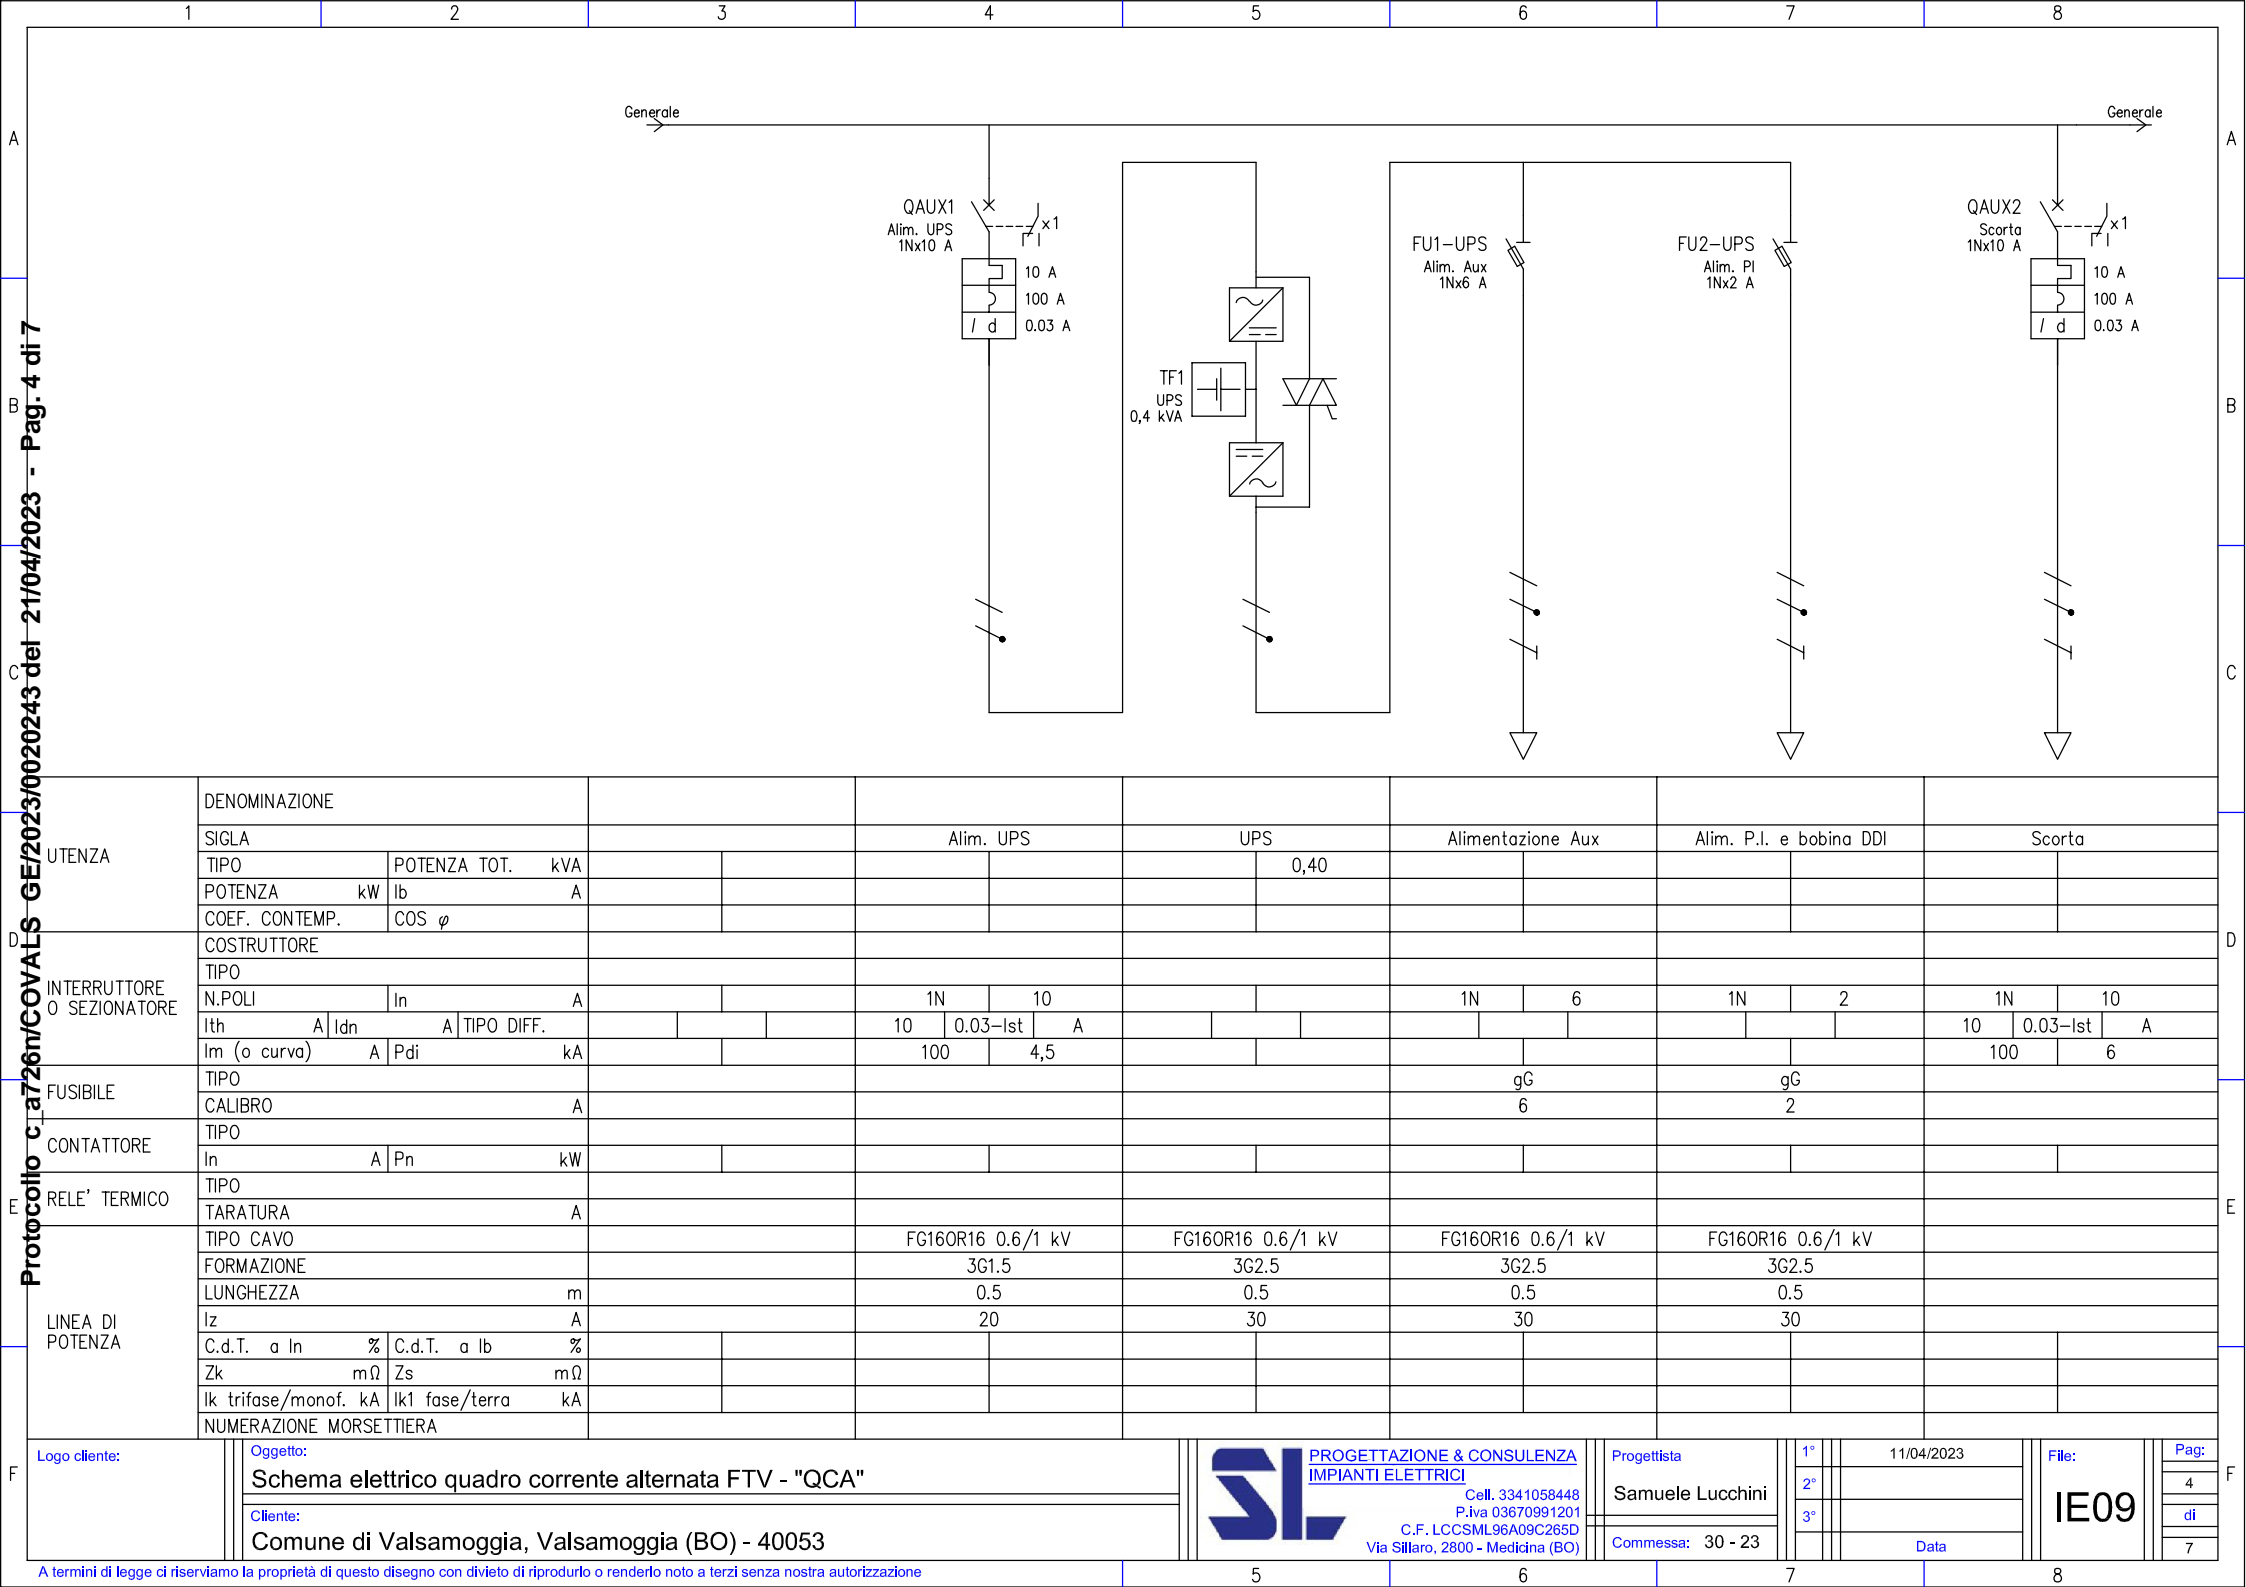 1 2 3 4 5 6 7 8
Generale Generale
A A
QAUX1
Alim. UPS
1Nx10 A
x1
10 A
100 A
I d 0.03 A
FU1-UPS
Alim. Aux
1Nx6 A
FU2-UPS
Alim. PI
1Nx2 A
QAUX2
Scorta
1Nx10 A
x1
10 A
100 A
I d 0.03 A
TF1
UPS
0,4 kVA
B B
C C
D D
E E
F F
Protocollo c_a726n/COVALS GE/2023/0020243 del 21/04/2023 - Pag. 4 di 7
UTENZA
DENOMINAZIONE
SIGLA Alim. UPS UPS Alimentazione Aux Alim. P.I. e bobina DDI Scorta
TIPO POTENZA TOT. kVA 0,40
POTENZA kW Ib A
COEF. CONTEMP. COS φ
INTERRUTTORE
O SEZIONATORE
COSTRUTTORE
TIPO
N.POLI In A 1N 10 1N 6 1N 2 1N 10
Ith A Idn A TIPO DIFF. 10 0.03-Ist A 10 0.03-Ist A
Im (o curva) A Pdi kA 100 4,5 100 6
FUSIBILE
TIPO gG gG
CALIBRO A 6 2
CONTATTORE
TIPO
In A Pn kW
RELE' TERMICO
TIPO
TARATURA A
LINEA DI
POTENZA
TIPO CAVO FG16OR16 0.6/1 kV FG16OR16 0.6/1 kV FG16OR16 0.6/1 kV FG16OR16 0.6/1 kV
FORMAZIONE 3G1.5 3G2.5 3G2.5 3G2.5
LUNGHEZZA m 0.5 0.5 0.5 0.5
Iz A 20 30 30 30
C.d.T. a In % C.d.T. a Ib %
Zk mΩ Zs mΩ
Ik trifase/monof. kA Ik1 fase/terra kA
NUMERAZIONE MORSETTIERA
Logo cliente:
Oggetto:
Schema elettrico quadro corrente alternata FTV - "QCA"
Cliente:
Comune di Valsamoggia, Valsamoggia (BO) - 40053
SL
PROGETTAZIONE & CONSULENZA
IMPIANTI ELETTRICI
Cell. 3341058448
P.iva 03670991201
C.F. LCCSML96A09C265D
Via Sillaro, 2800 - Medicina (BO)
Progettista
Samuele Lucchini
Commessa: 30 - 23
1° 11/04/2023
2°
3°
Data
File:
IE09
Pag:
4
di
7
A termini di legge ci riserviamo la proprietà di questo disegno con divieto di riprodurlo o renderlo noto a terzi senza nostra autorizzazione
5 6 7 8